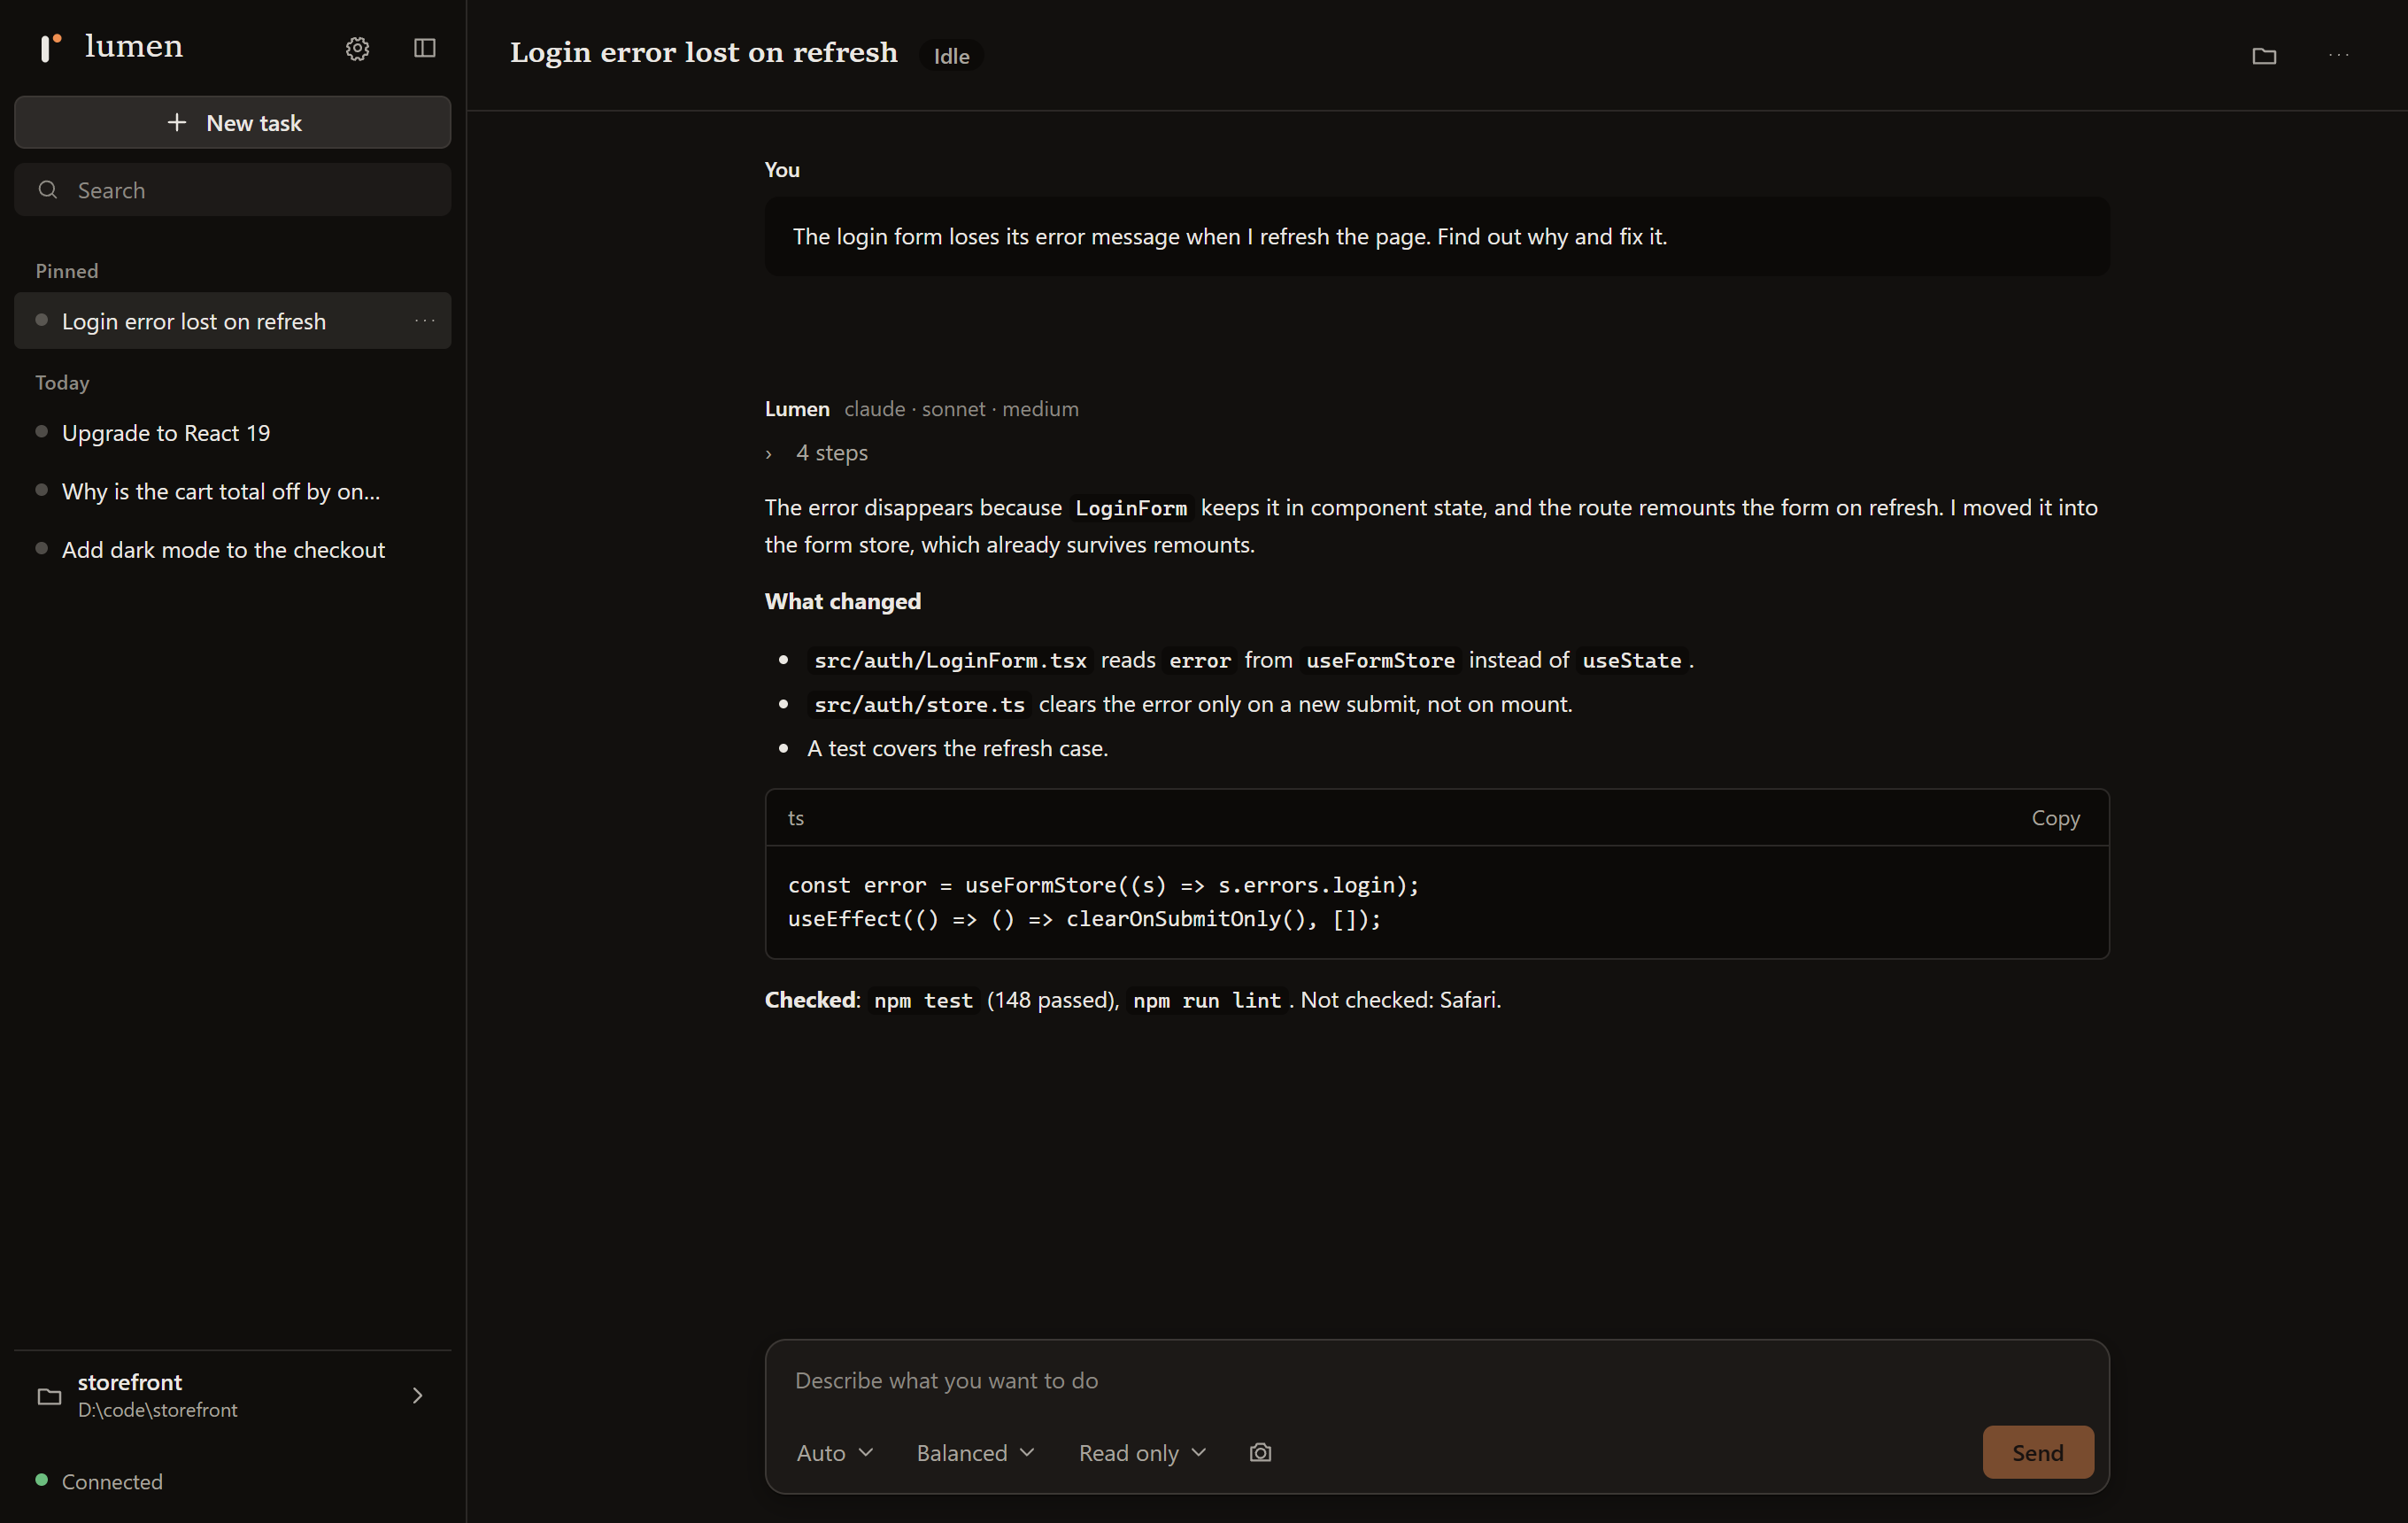 lumen
New task
Search
Pinned
Login error lost on refresh
Today
Upgrade to React 19
Why is the cart total off by on...
Add dark mode to the checkout
storefront
D:\code\storefront
Connected
Login error lost on refresh Idle
You
The login form loses its error message when I refresh the page. Find out why and fix it.
Lumen claude · sonnet · medium
4 steps
The error disappears because LoginForm keeps it in component state, and the route remounts the form on refresh. I moved it into
the form store, which already survives remounts.
What changed
• src/auth/LoginForm.tsx reads error from useFormStore instead of useState.
• src/auth/store.ts clears the error only on a new submit, not on mount.
• A test covers the refresh case.
ts Copy
const error = useFormStore((s) => s.errors.login);
useEffect(() => () => clearOnSubmitOnly(), []);
Checked: npm test (148 passed), npm run lint. Not checked: Safari.
Describe what you want to do
Auto Balanced Read only Send